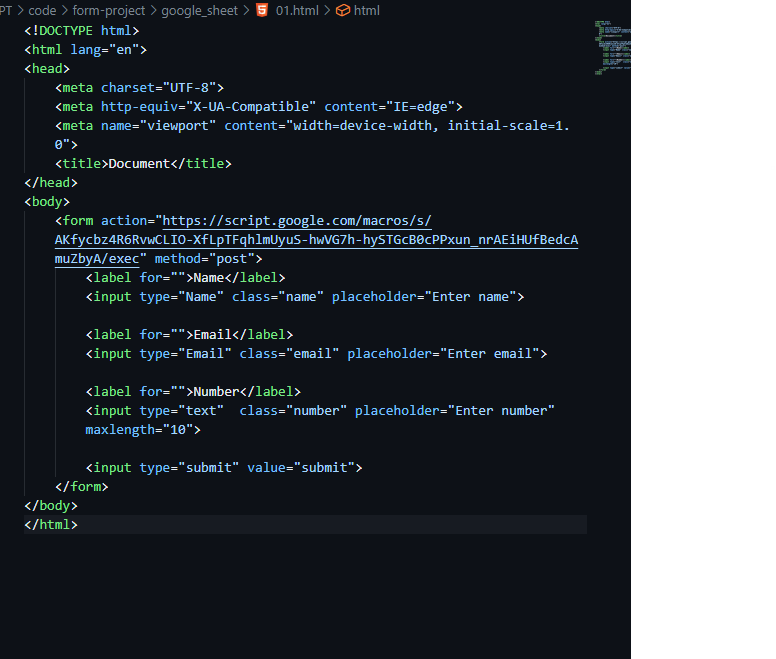 PT > code > form-project > google_sheet > 01.html > html
<!DOCTYPE html>
<html lang="en">
<head>
<meta charset="UTF-8">
<meta http-equiv="X-UA-Compatible" content="IE=edge">
<meta name="viewport" content="width=device-width, initial-scale=1.
0">
<title>Document</title>
</head>
<body>
<form action="https://script.google.com/macros/s/
AKfycbz4R6RvwCLIO-XfLpTFqhlmUyuS-hwVG7h-hySTGcB0cPPxun_nrAEiHUfBedcA
muZbyA/exec" method="post">
<label for="">Name</label>
<input type="Name" class="name" placeholder="Enter name">
<label for="">Email</label>
<input type="Email" class="email" placeholder="Enter email">
<label for="">Number</label>
<input type="text"  class="number" placeholder="Enter number"
maxlength="10">
<input type="submit" value="submit">
</form>
</body>
</html>